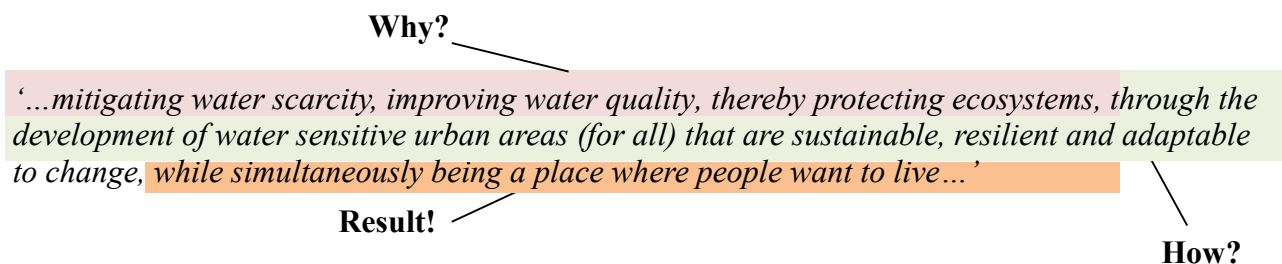 Why?
‘…mitigating water scarcity, improving water quality, thereby protecting ecosystems, through the
development of water sensitive urban areas (for all) that are sustainable, resilient and adaptable
to change, while simultaneously being a place where people want to live…’
Result!
How?